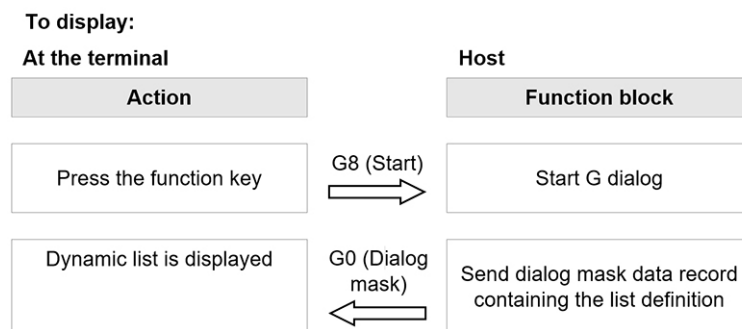 To display:
At the terminal
Host
Action
Function block
Press the function key
G8 (Start)
Start G dialog
Dynamic list is displayed
G0 (Dialog
mask)
Send dialog mask data record
containing the list definition